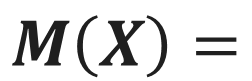 M(X) =